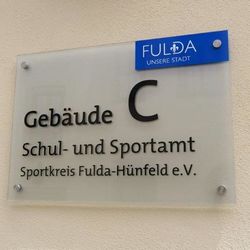 FULDA
UNSERE STADT
Gebäude C
Schul- und Sportamt
Sportkreis Fulda-Hünfeld e.V.